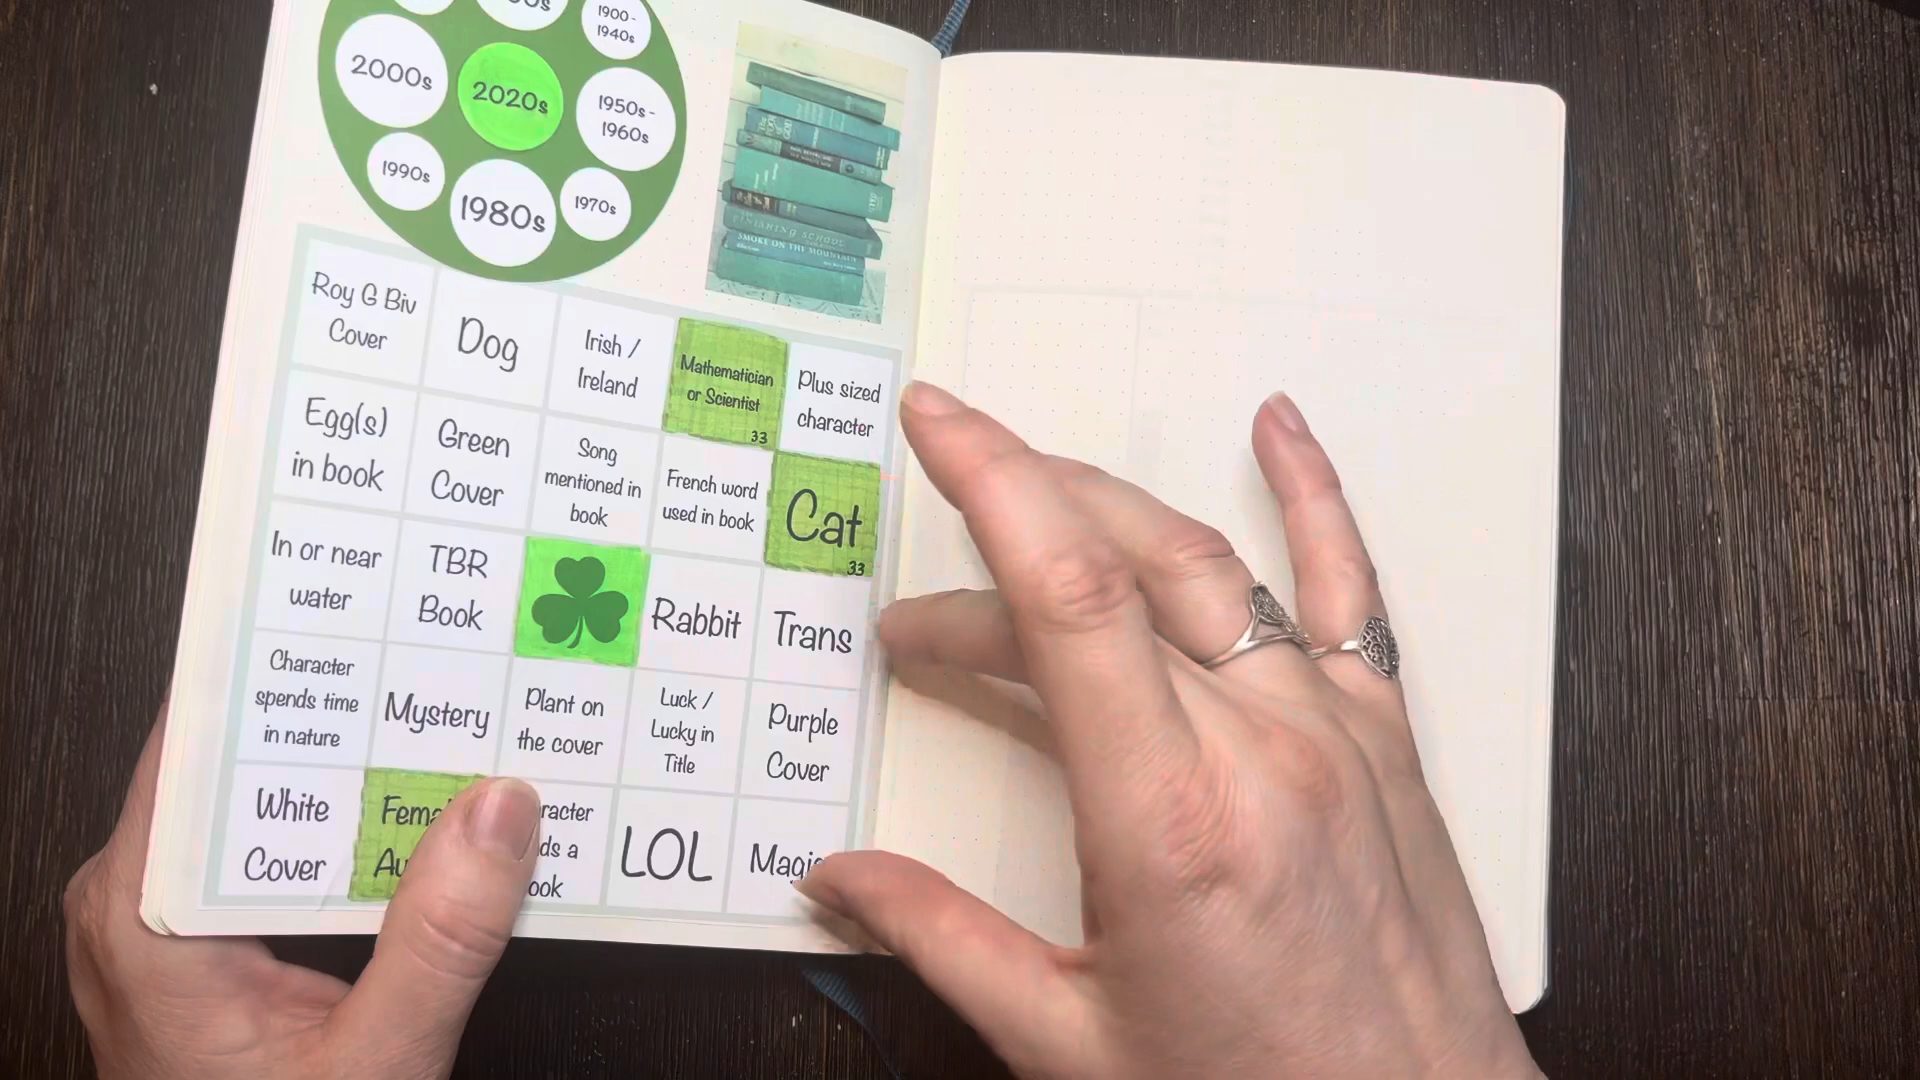 1900-
1940s
2000s
2020s
1950s-
1960s
1990s
1980s
1970s
FINISHING SCHOOL
SMOKE ON THE MOUNTAIN
Roy G Biv
Cover
Dog
Irish /
Ireland
Mathematician
or Scientist
33
Plus sized
character
Egg(s)
in book
Green
Cover
Song
mentioned in
book
French word
used in book
Cat
33
In or near
water
TBR
Book
Rabbit
Trans
Character
spends time
in nature
Mystery
Plant on
the cover
Luck /
Lucky in
Title
Purple
Cover
White
Cover
LOL